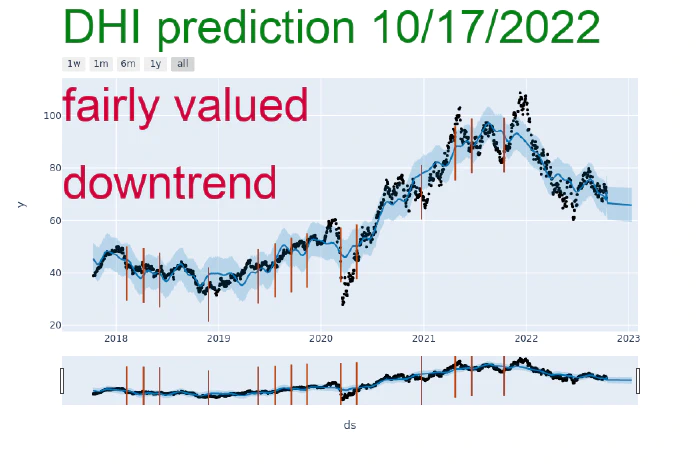 DHI prediction 10/17/2022
1w 1m 6m 1y all
fairly valued
downtrend
100
80
60
40
20
y
2018 2019 2020 2021 2022 2023
ds